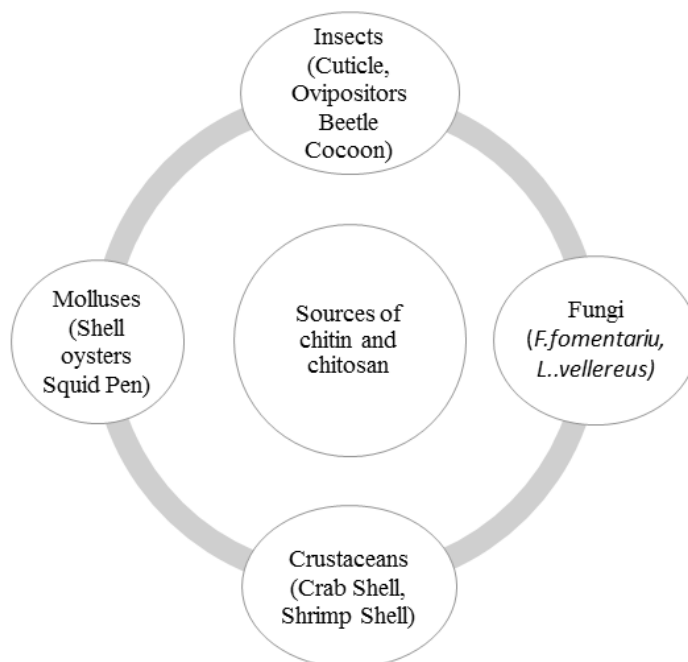 Insects
(Cuticle,
Ovipositors
Beetle
Cocoon)
Molluses
(Shell
oysters
Squid Pen)
Sources of
chitin and
chitosan
Fungi
(F.fomentariu,
L..vellereus)
Crustaceans
(Crab Shell,
Shrimp Shell)